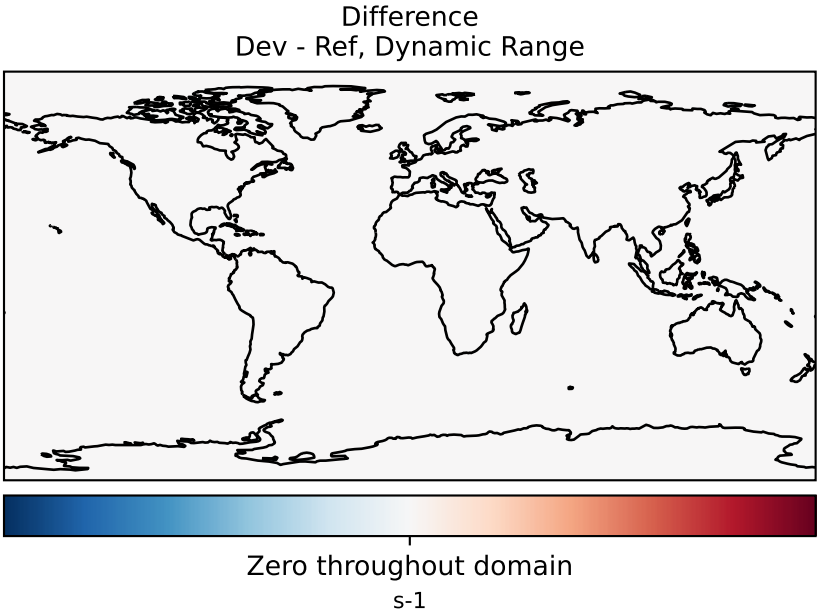 Difference
Dev - Ref, Dynamic Range
Zero throughout domain
s-1